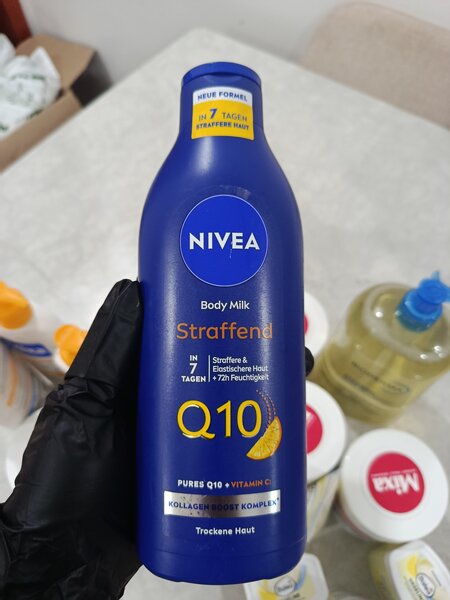 NEUE FORMEL
IN 7 TAGEN
STRAFFERE HAUT
NIVEA
Body Milk
Straffend
IN
7
TAGEN
Straffere &
Elastischere Haut
+72h Feuchtigkeit
Q10
PURES Q10 + VITAMIN C
KOLLAGEN BOOST KOMPLEX
Trockene Haut
Mixa